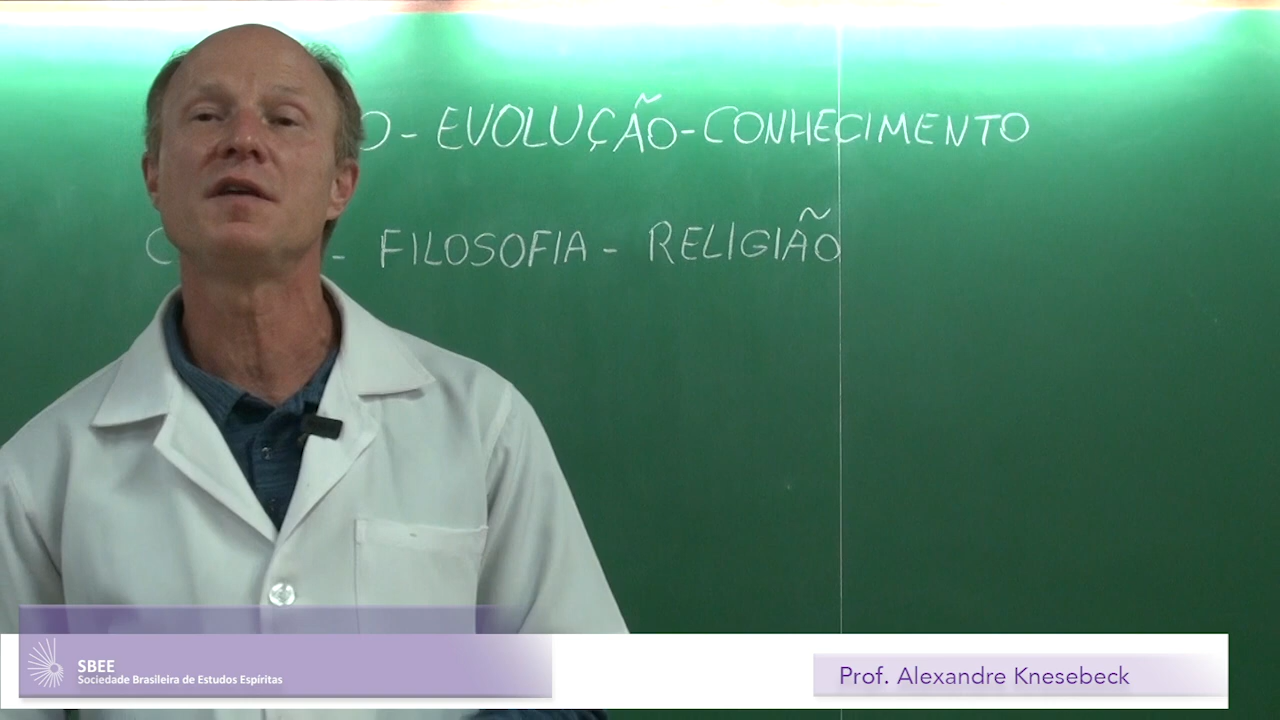 - EVOLUÇÃO - CONHECIMENTO
- FILOSOFIA - RELIGIÃO
SBEE
Sociedade Brasileira de Estudos Espíritas
Prof. Alexandre Knesebeck